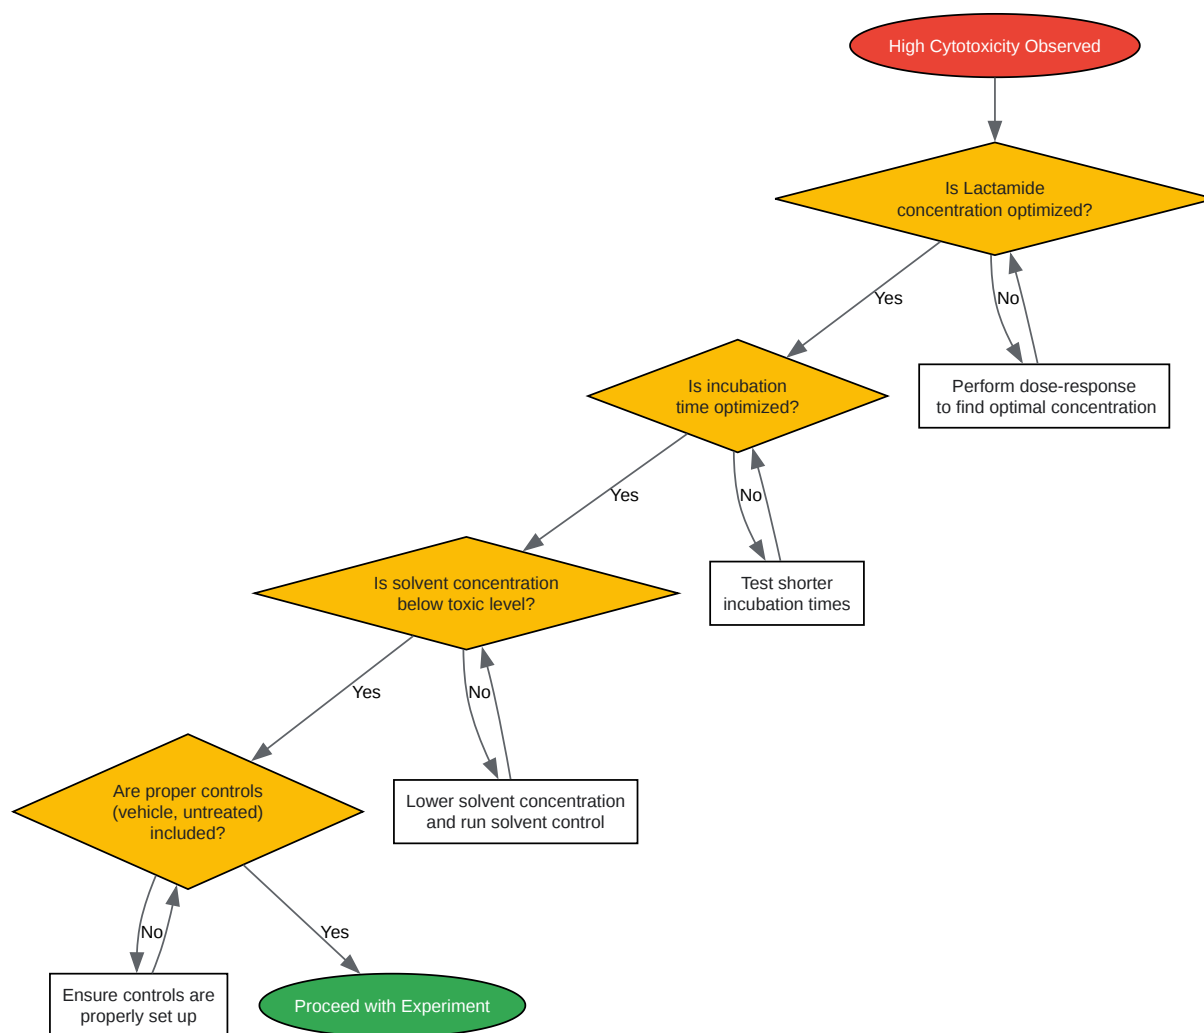 High Cytotoxicity Observed
Is Lactamide
concentration optimized?
Yes
No
Is incubation
time optimized?
Perform dose-response
to find optimal concentration
Yes
No
Is solvent concentration
below toxic level?
Test shorter
incubation times
Yes
No
Are proper controls
(vehicle, untreated)
included?
Lower solvent concentration
and run solvent control
No
Yes
Ensure controls are
properly set up
Proceed with Experiment